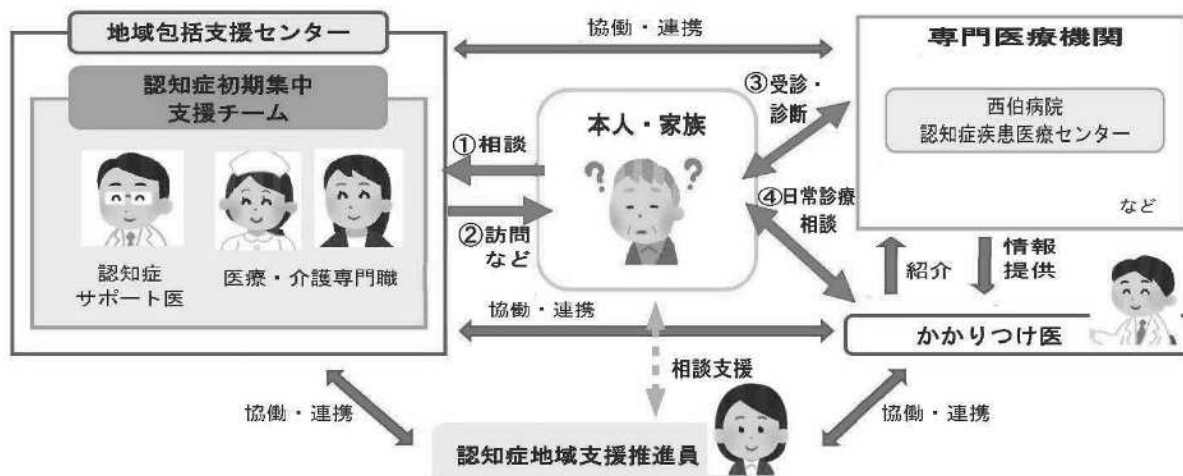 地域包括支援センター
認知症初期集中
支援チーム
認知症
サポート医
医療・介護専門職
協働・連携
①相談
②訪問
など
本人・家族
?
?
③受診・
診断
④日常診療
相談
専門医療機関
西伯病院
認知症疾患医療センター
など
紹介
情報
提供
協働・連携
かかりつけ医
相談支援
協働・連携
協働・連携
認知症地域支援推進員